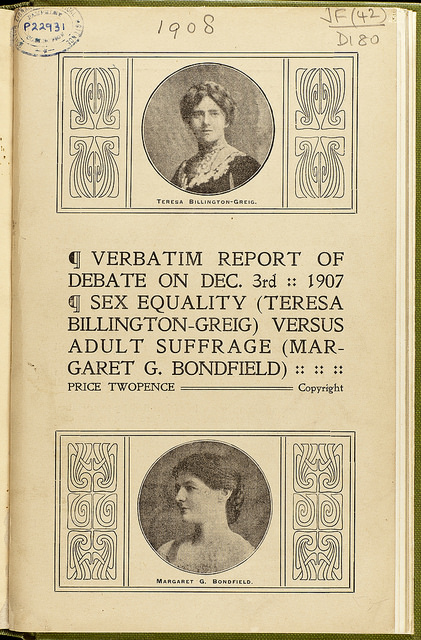 P22931
1908
JF(42)
D180
TERESA BILLINGTON-GREIG.
¶ VERBATIM REPORT OF
DEBATE ON DEC. 3rd :: 1907
¶ SEX EQUALITY (TERESA
BILLINGTON-GREIG) VERSUS
ADULT SUFFRAGE (MAR-
GARET G. BONDFIELD) :: :: ::
PRICE TWOPENCE Copyright
MARGARET G. BONDFIELD.